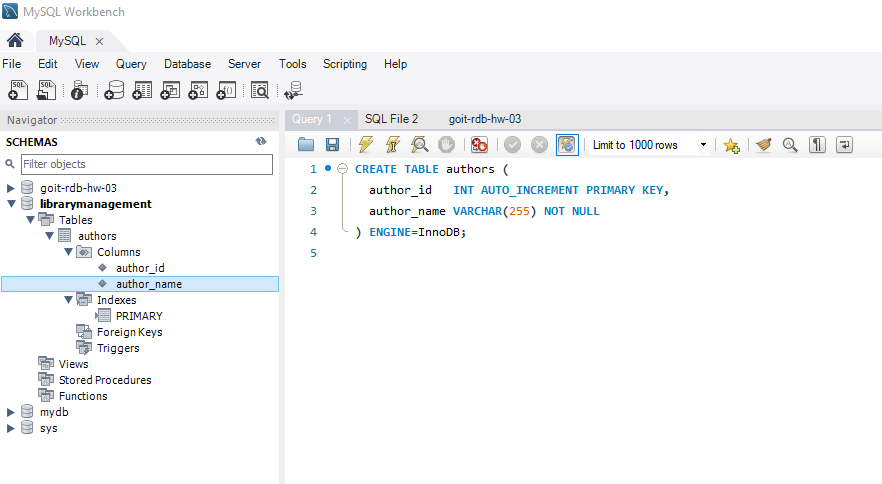 MySQL Workbench
MySQL ×
File Edit View Query Database Server Tools Scripting Help
Navigator
SCHEMAS
Filter objects
goit-rdb-hw-03
librarymanagement
Tables
authors
Columns
author_id
author_name
Indexes
PRIMARY
Foreign Keys
Triggers
Views
Stored Procedures
Functions
mydb
sys
Query 1 × SQL File 2 goit-rdb-hw-03
Limit to 1000 rows
1 CREATE TABLE authors (
2 author_id INT AUTO_INCREMENT PRIMARY KEY,
3 author_name VARCHAR(255) NOT NULL
4 ) ENGINE=InnoDB;
5